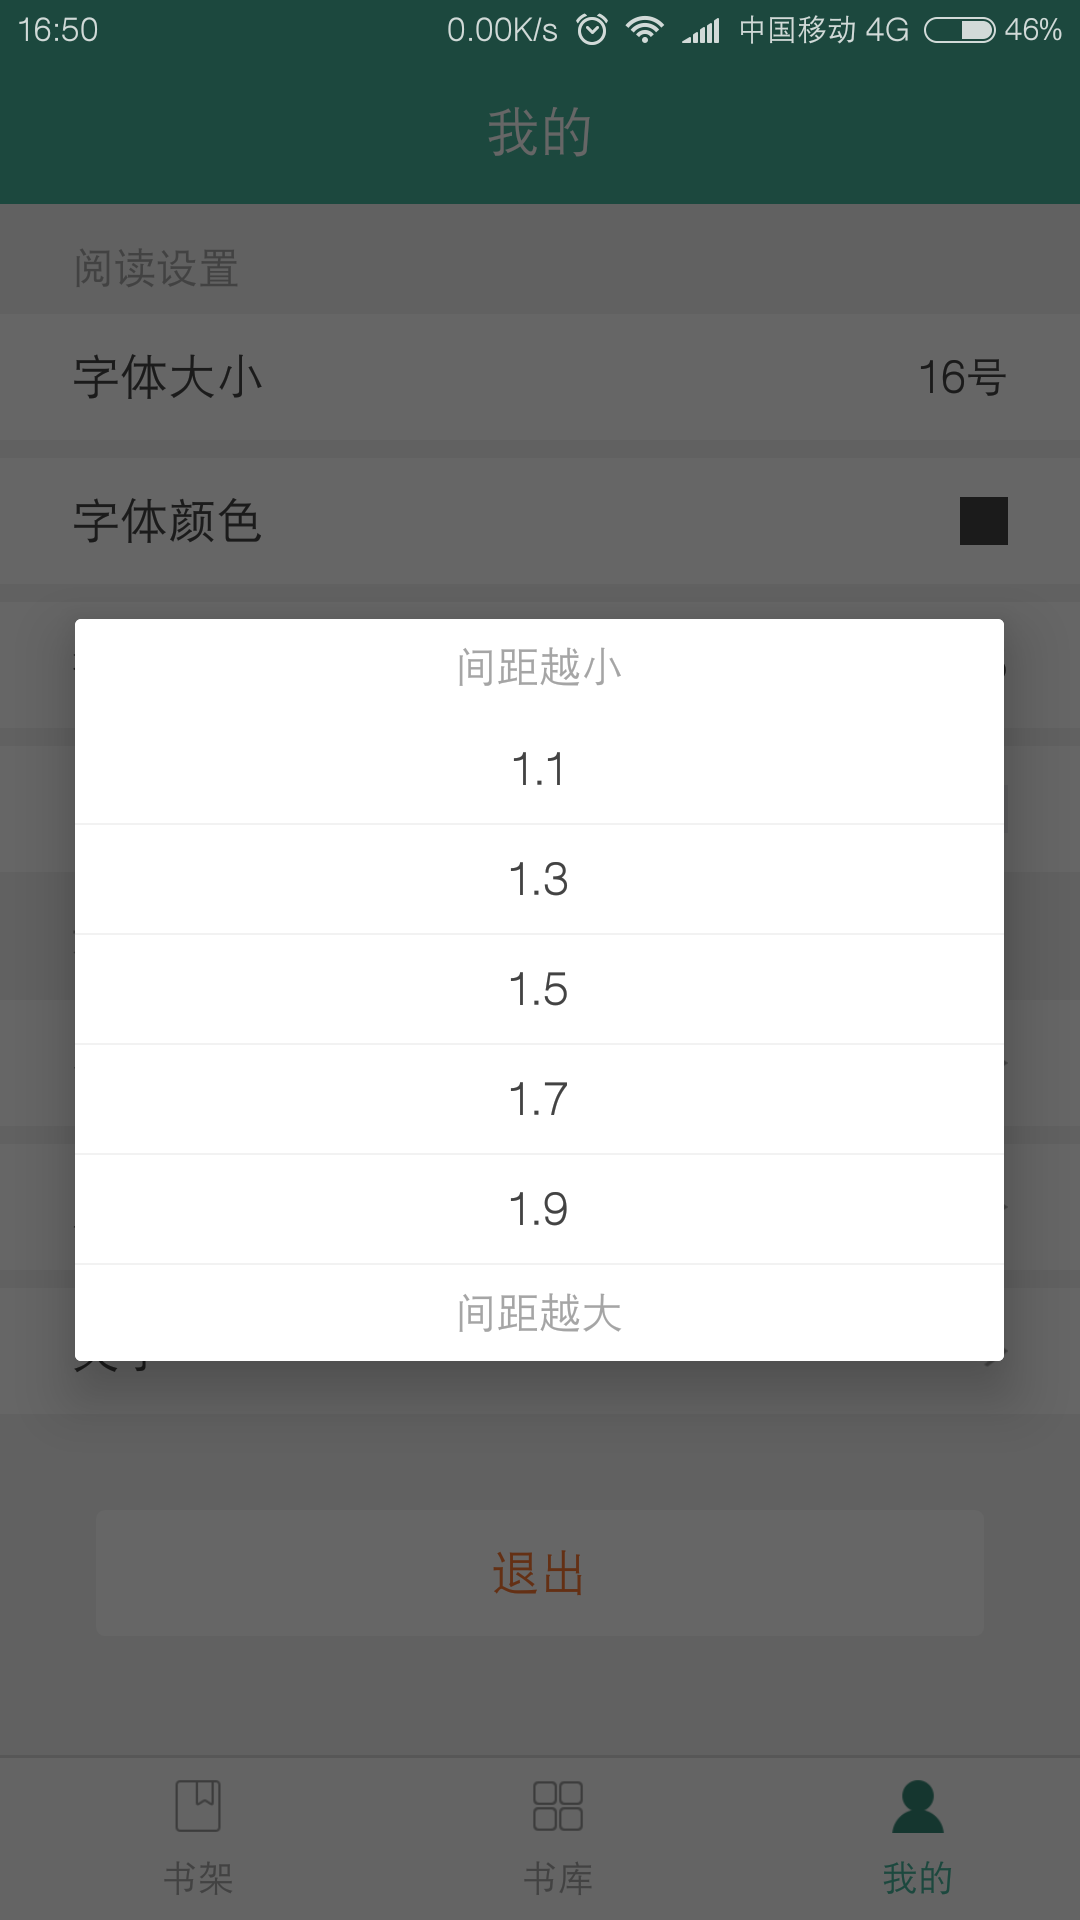 16:50 0.00K/s 中国移动 4G 46%
我的
阅读设置
字体大小 16号
字体颜色
间距越小
1.1
1.3
1.5
1.7
1.9
间距越大
退出
书架 书库 我的